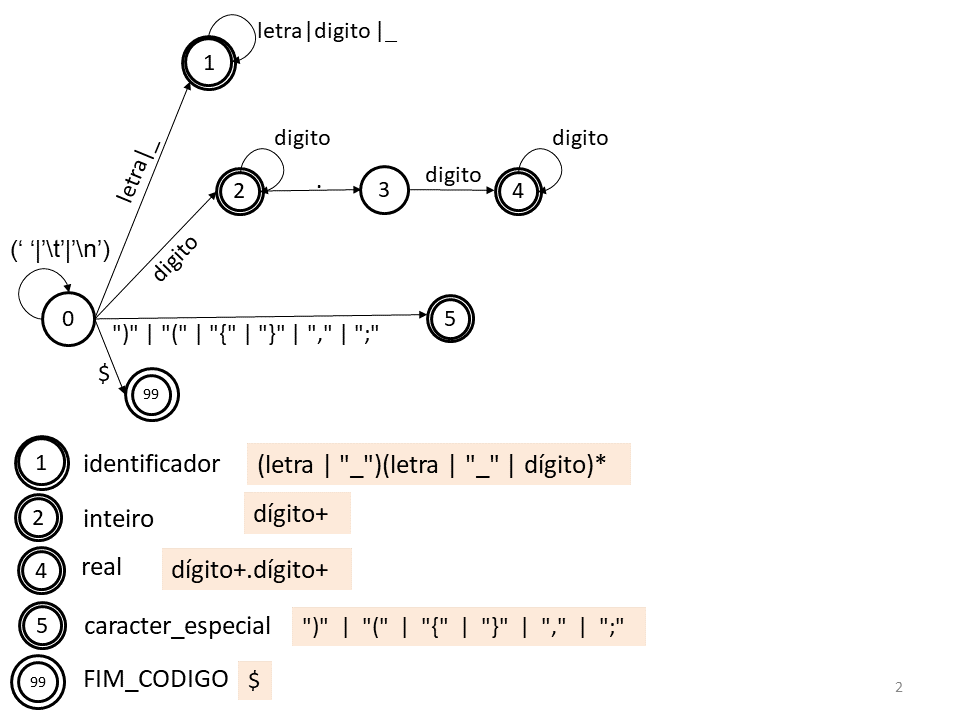 letra|digito |_
1
letra|_
digito
digito
2
.
3
digito
4
digito
(‘ ‘|’\t’|’\n’)
0
")" | "(" | "{" | "}" | "," | ";"
5
$
99
1 identificador (letra | "_")(letra | "_" | dígito)*
2 inteiro dígito+
4 real dígito+.dígito+
5 caracter_especial ")" | "(" | "{" | "}" | "," | ";"
99 FIM_CODIGO $
2